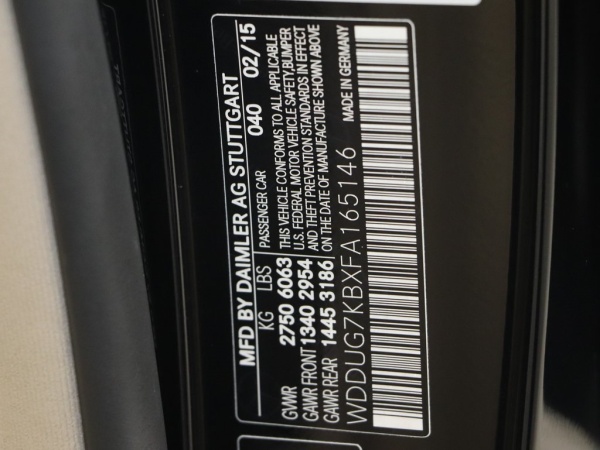 MFD BY DAIMLER AG STUTTGART
KG LBS PASSENGER CAR 040 02/15
GWR 2750 6063 THIS VEHICLE CONFORMS TO ALL APPLICABLE
U.S. FEDERAL MOTOR VEHICLE SAFETY,BUMPER
GAWR FRONT 1340 2954 AND THEFT PREVENTION STANDARDS IN EFFECT
GAWR REAR 1445 3186 ON THE DATE OF MANUFACTURE SHOWN ABOVE
WDDUG7KBXFA165146 MADE IN GERMANY